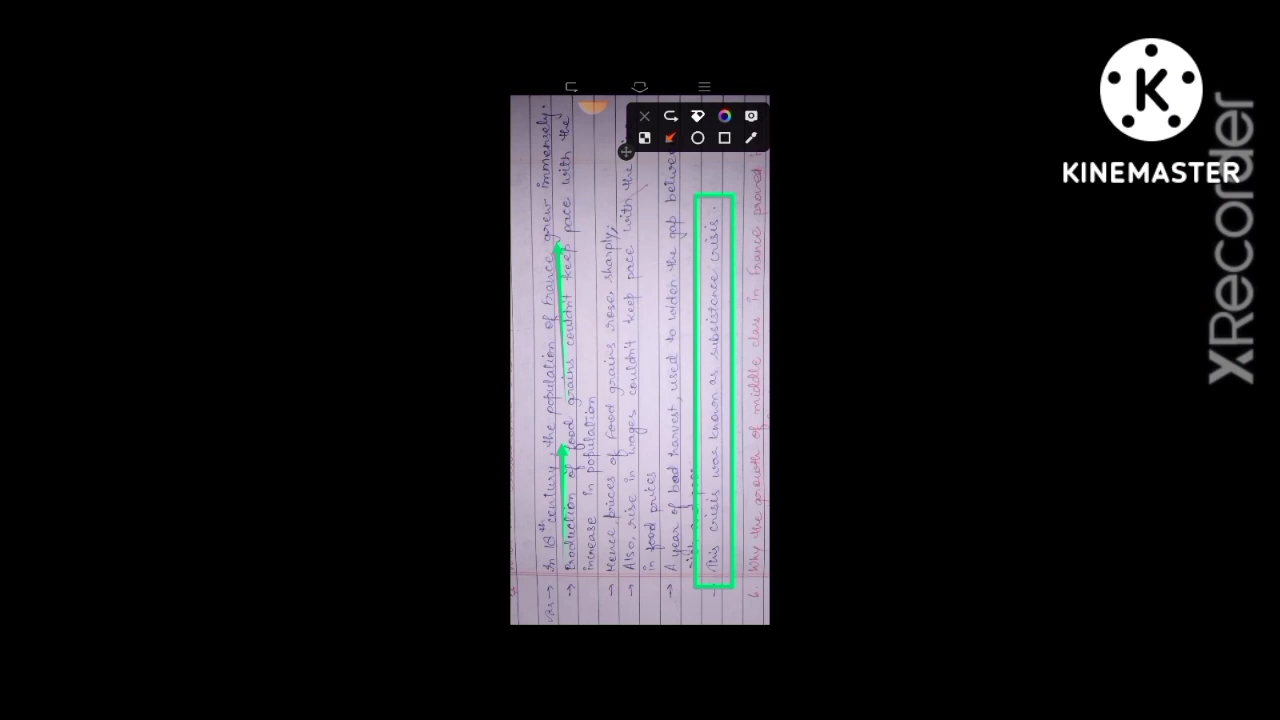 Ans → In 18th century, the population of France grew immensely.
→ Production of food grains couldn't keep pace with the
increase in population
→ Hence, prices of food grains rose, sharply;
→ Also, rise in wages couldn't keep pace with the
in food prices
→ A year of bad harvest, used to widen the gap
→ This crisis was known as subsistence crisis.
6. Why the growth of middle class in France proved
KINEMASTER
XRecorder